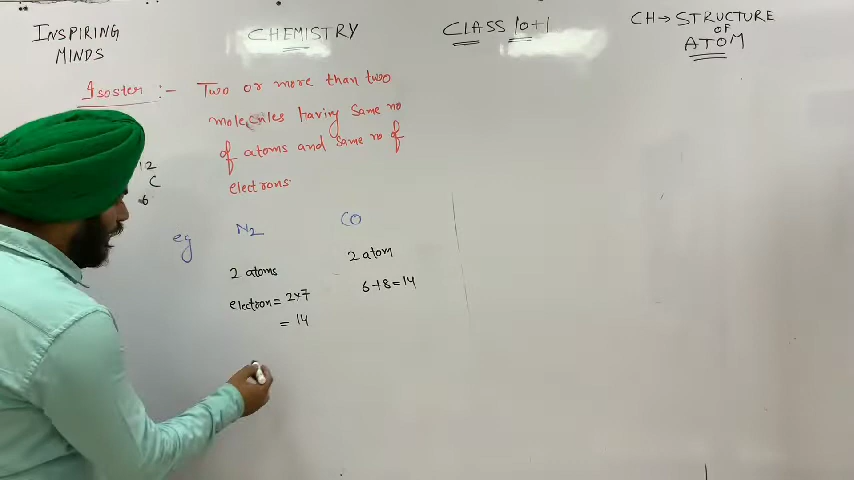 INSPIRING
MINDS
CHEMISTRY
CLASS 10+1
CH→ STRUCTURE
OF
ATOM
Isoster :- Two or more than two
molecules having same no
of atoms and same no of
electrons.
12
C
6
eg N2 CO
2 atoms 2 atom
electron = 2×7 6+8=14
= 14